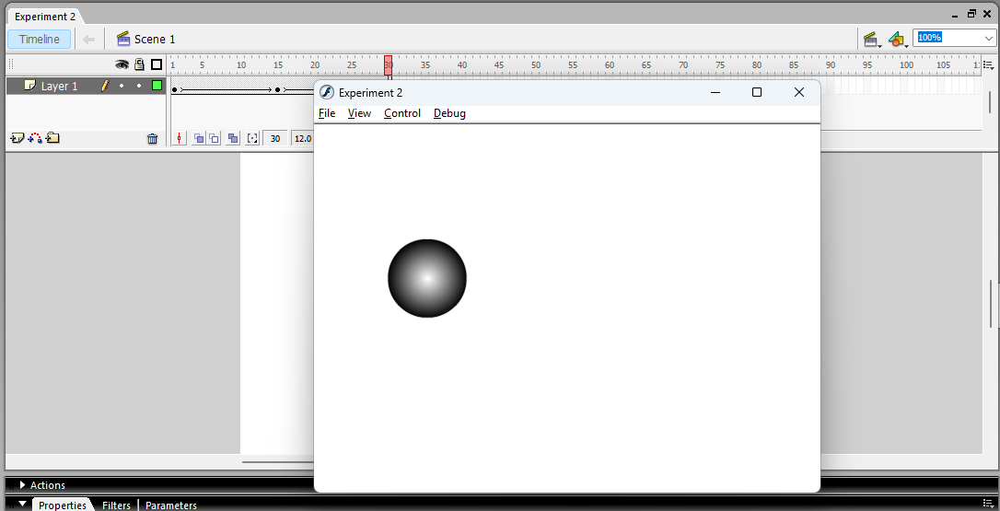 Experiment 2
Timeline Scene 1 100%
1 5 10 15 20 25 30 35 40 45 50 55 60 65 70 75 80 85 90 95 100 105
Layer 1
Experiment 2
File View Control Debug
30 12.0
Actions
Properties Filters Parameters